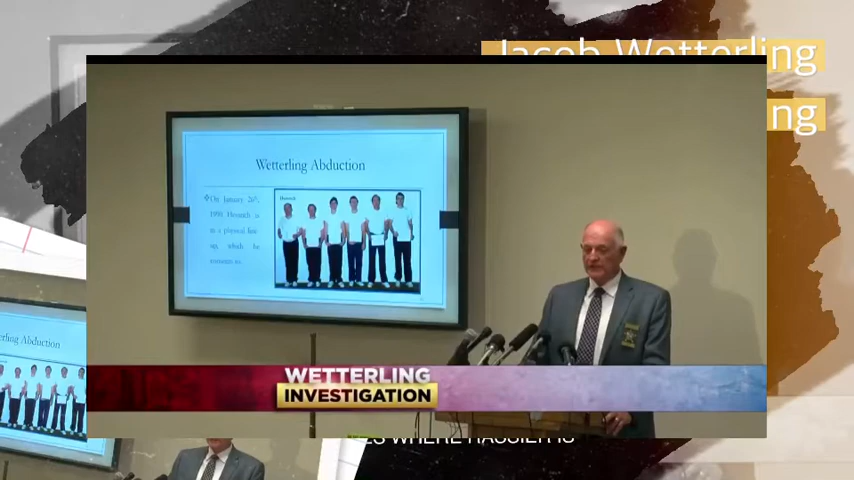 Jacob Wetterling
ng
Wetterling Abduction
On January 26th,
1990 Heinrich is
in a physical line
up, which he
consents to.
Heinrich
erling Abduction
WETTERLING
INVESTIGATION